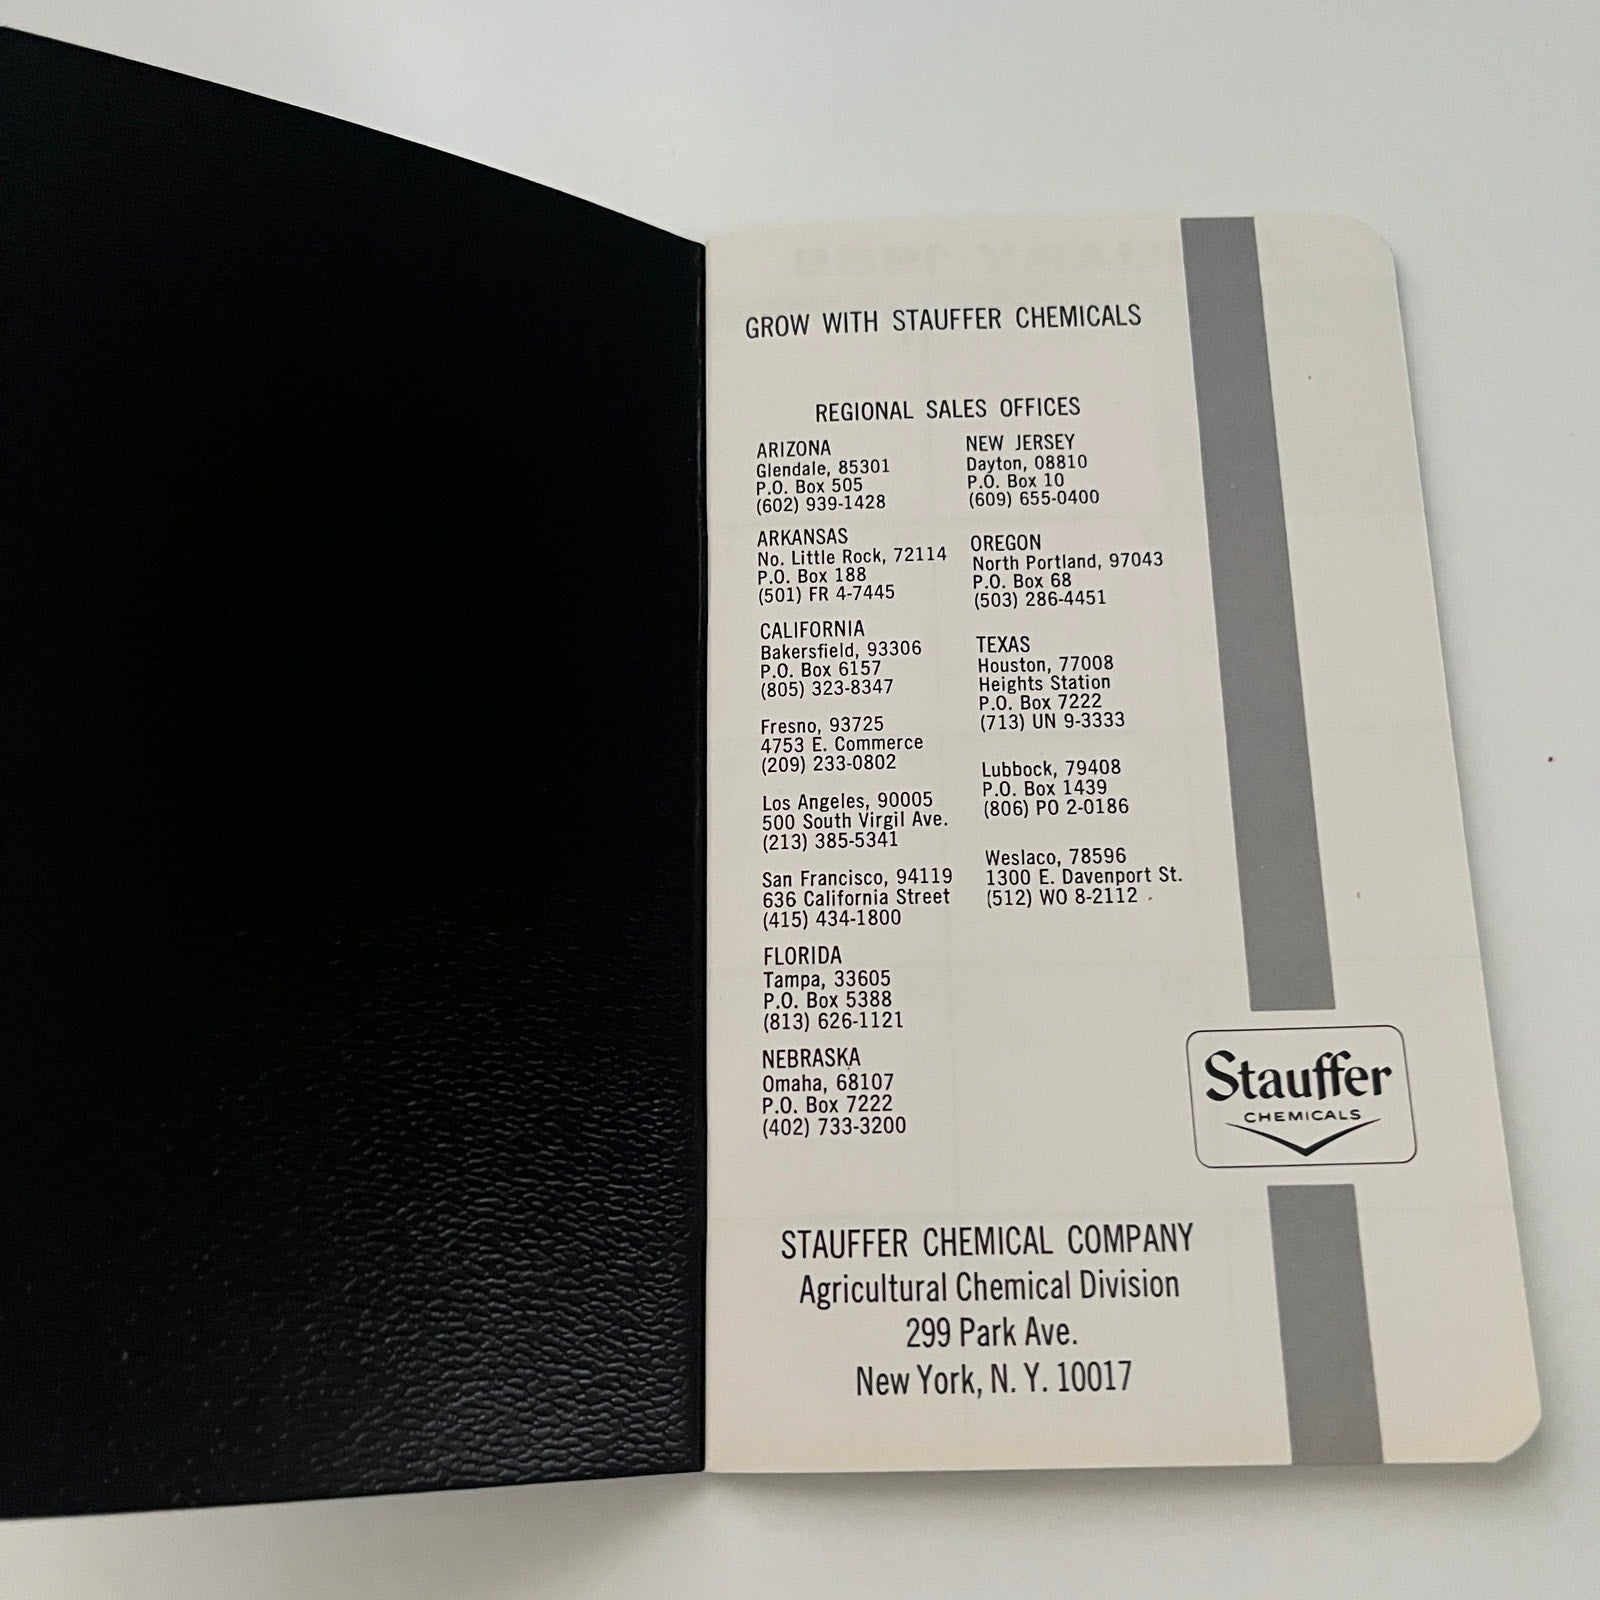 GROW WITH STAUFFER CHEMICALS
REGIONAL SALES OFFICES
ARIZONA
Glendale, 85301
P.O. Box 505
(602) 939-1428
ARKANSAS
No. Little Rock, 72114
P.O. Box 188
(501) FR 4-7445
CALIFORNIA
Bakersfield, 93306
P.O. Box 6157
(805) 323-8347
Fresno, 93725
4753 E. Commerce
(209) 233-0802
Los Angeles, 90005
500 South Virgil Ave.
(213) 385-5341
San Francisco, 94119
636 California Street
(415) 434-1800
FLORIDA
Tampa, 33605
P.O. Box 5388
(813) 626-1121
NEBRASKA
Omaha, 68107
P.O. Box 7222
(402) 733-3200
NEW JERSEY
Dayton, 08810
P.O. Box 10
(609) 655-0400
OREGON
North Portland, 97043
P.O. Box 68
(503) 286-4451
TEXAS
Houston, 77008
Heights Station
P.O. Box 7222
(713) UN 9-3333
Lubbock, 79408
P.O. Box 1439
(806) PO 2-0186
Weslaco, 78596
1300 E. Davenport St.
(512) WO 8-2112
Stauffer
CHEMICALS
STAUFFER CHEMICAL COMPANY
Agricultural Chemical Division
299 Park Ave.
New York, N. Y. 10017